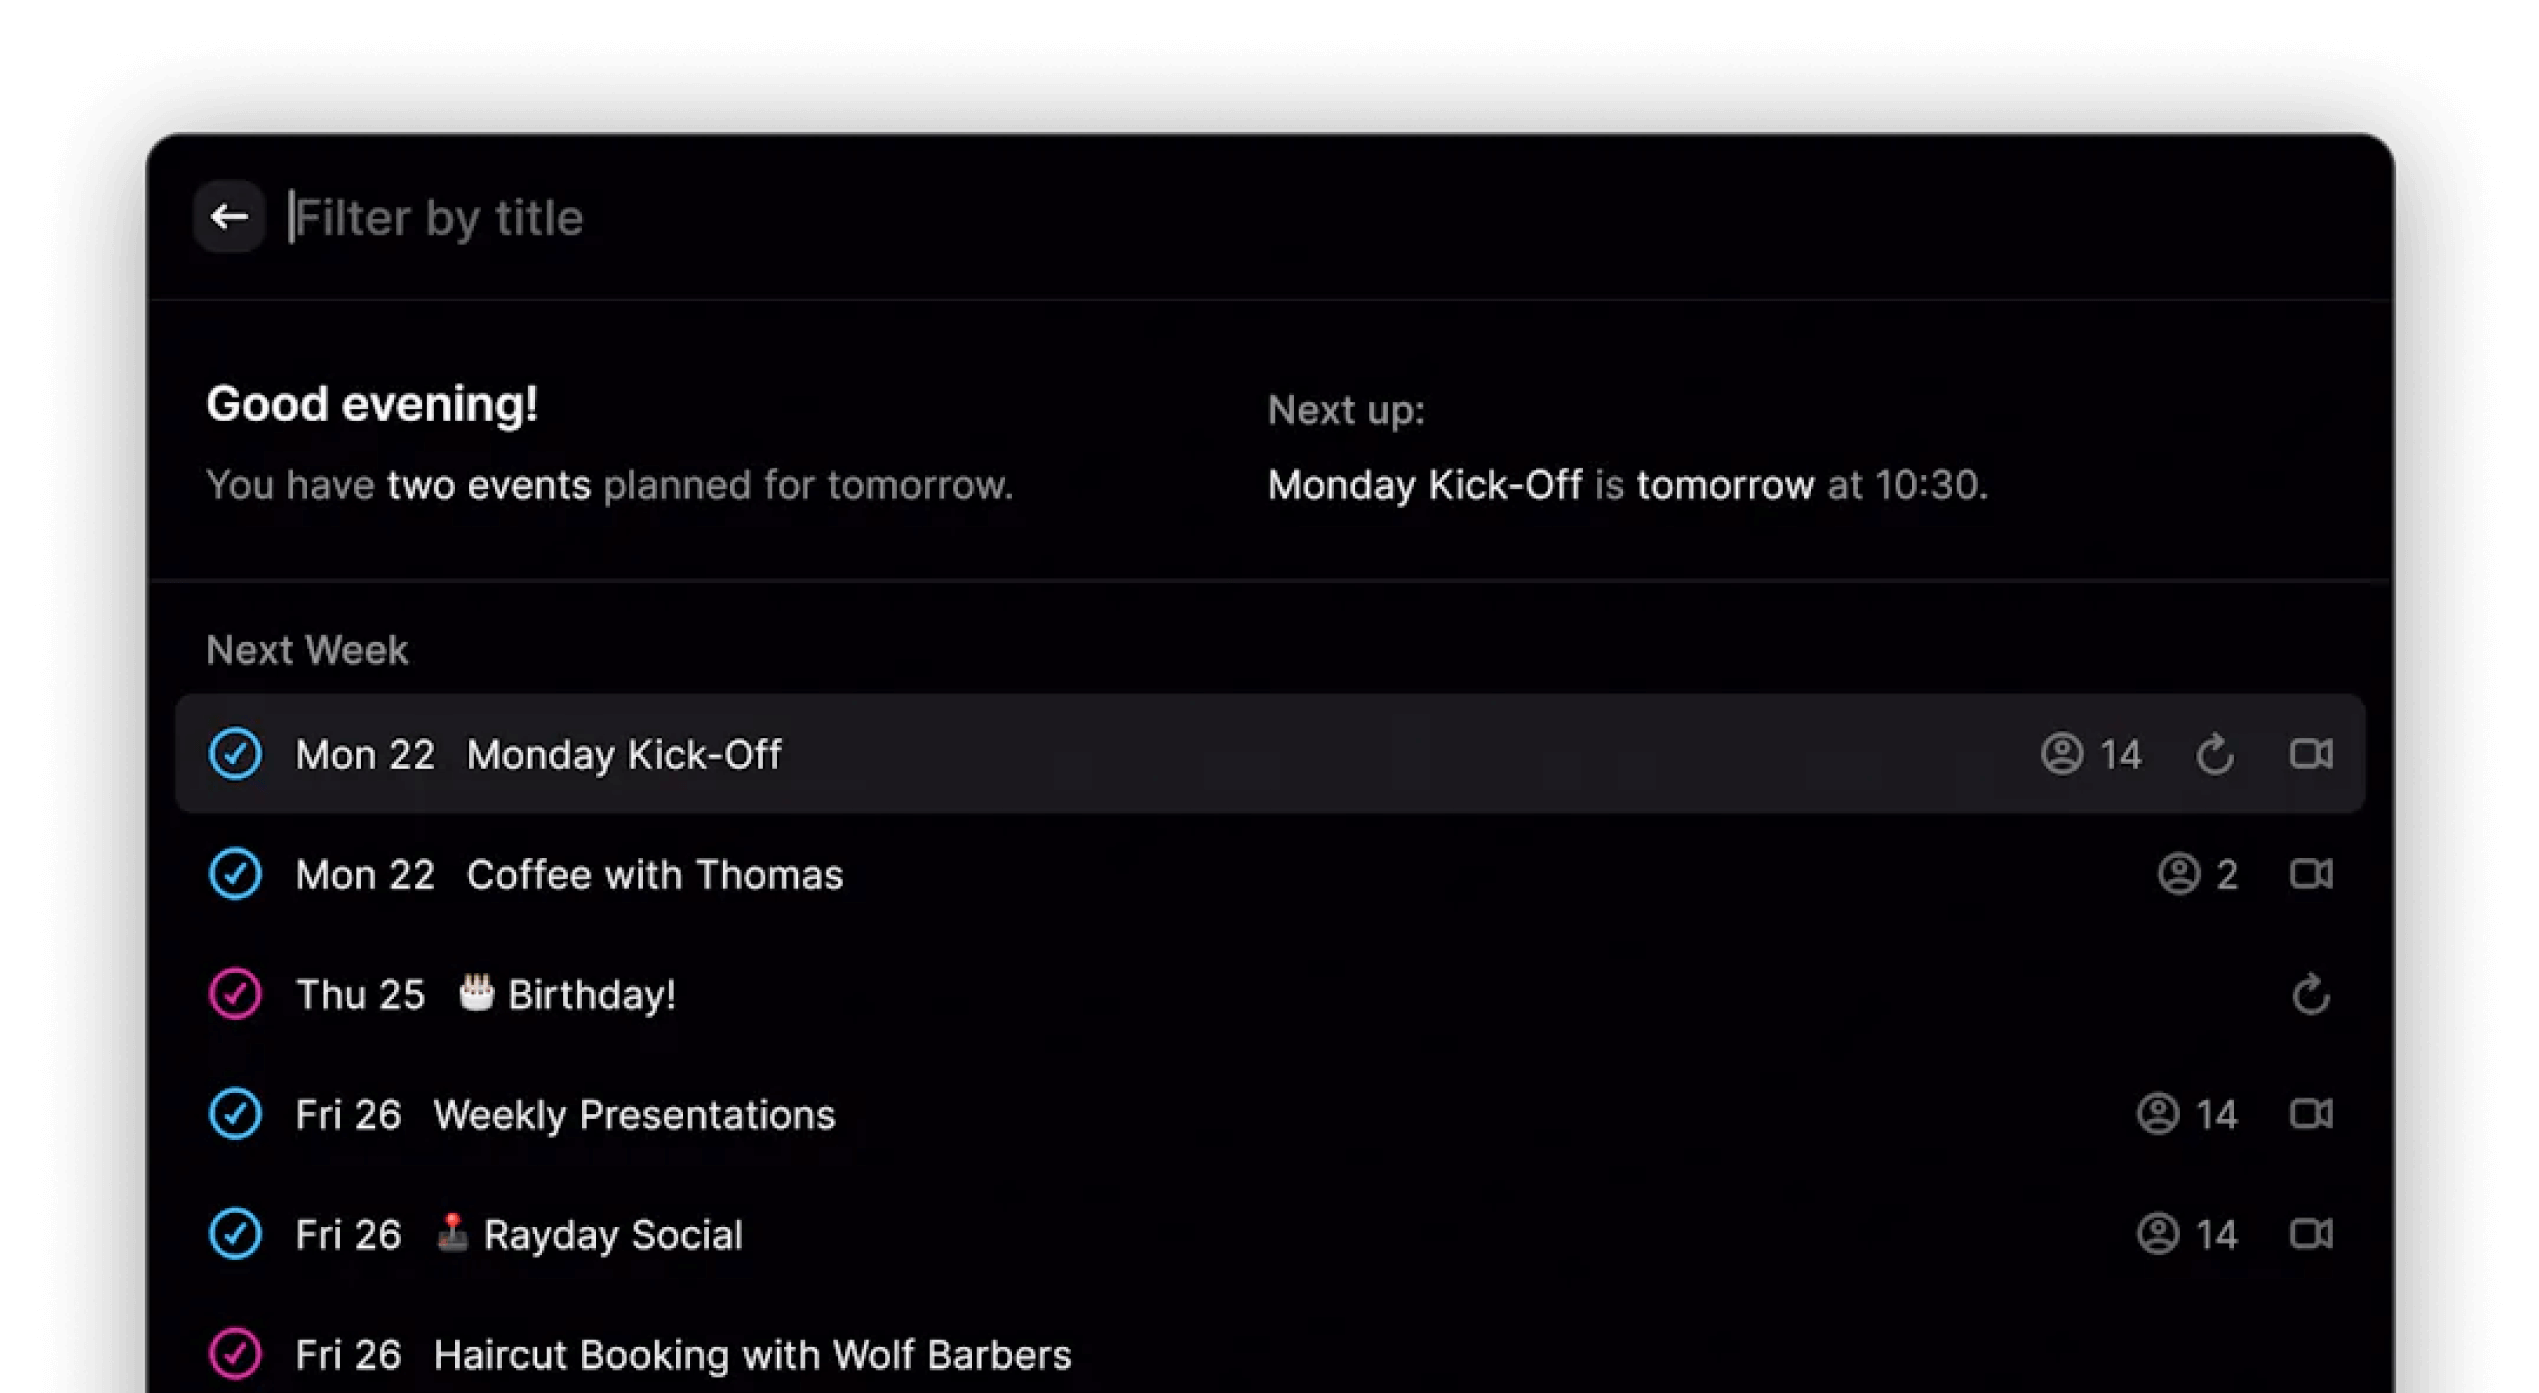 Filter by title
Good evening!
You have two events planned for tomorrow.
Next up:
Monday Kick-Off is tomorrow at 10:30.
Next Week
Mon 22 Monday Kick-Off 14
Mon 22 Coffee with Thomas 2
Thu 25 🎂 Birthday!
Fri 26 Weekly Presentations 14
Fri 26 🕹️ Rayday Social 14
Fri 26 Haircut Booking with Wolf Barbers